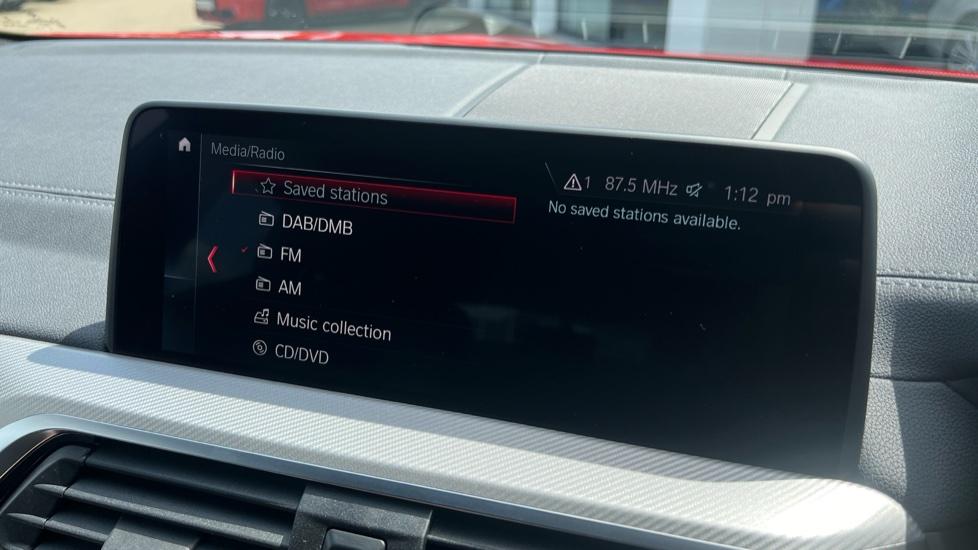 Media/Radio
1 87.5 MHz 1:12 pm
Saved stations
No saved stations available.
DAB/DMB
FM
AM
Music collection
CD/DVD